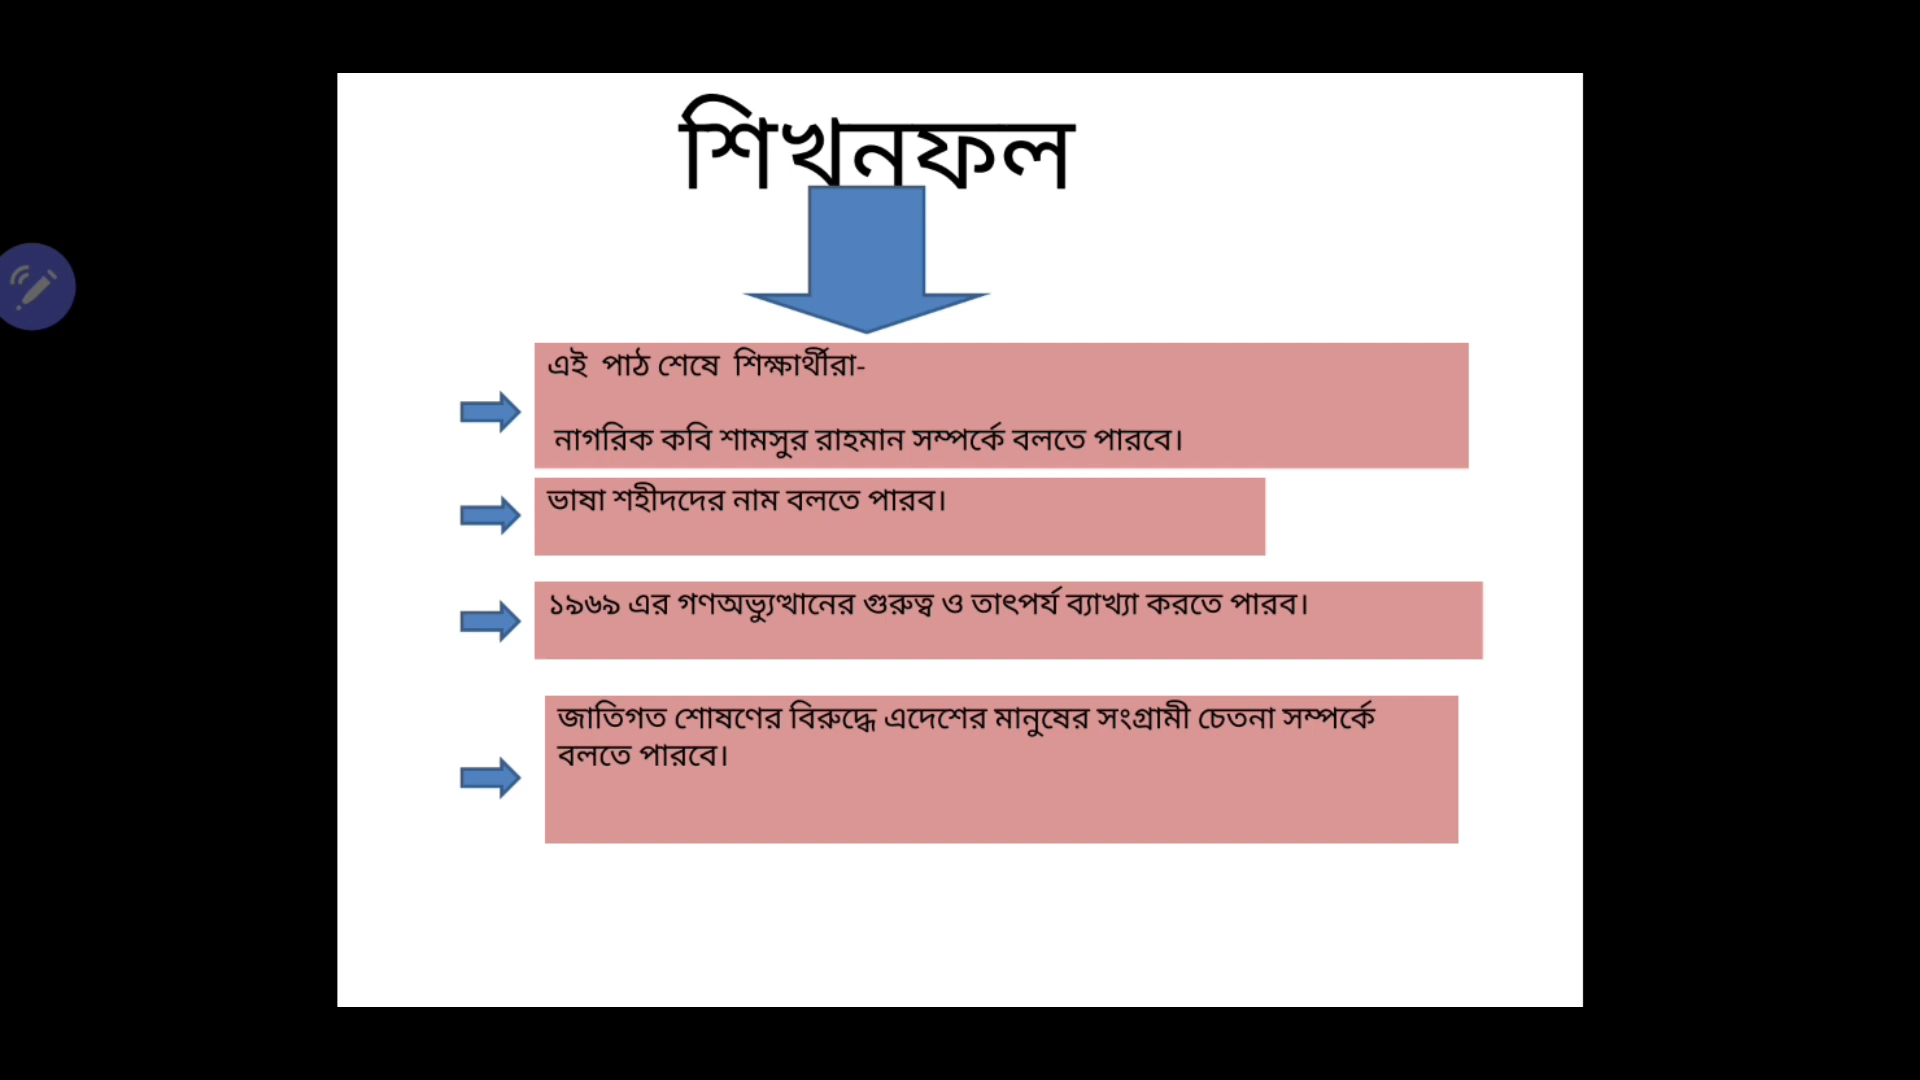 শিখনফল
এই পাঠ শেষে শিক্ষার্থীরা-
নাগরিক কবি শামসুর রাহমান সম্পর্কে বলতে পারবে।
ভাষা শহীদদের নাম বলতে পারব।
১৯৬৯ এর গণঅভ্যুত্থানের গুরুত্ব ও তাৎপর্য ব্যাখ্যা করতে পারব।
জাতিগত শোষণের বিরুদ্ধে এদেশের মানুষের সংগ্রামী চেতনা সম্পর্কে
বলতে পারবে।